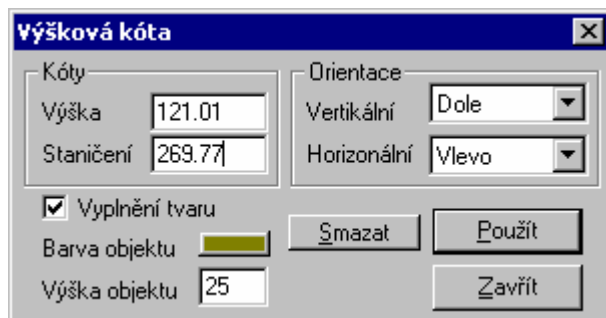 Výšková kóta
Kóty
Výška 121.01
Staničení 269.77
Orientace
Vertikální Dole
Horizonální Vlevo
Vyplnění tvaru
Barva objektu
Výška objektu 25
Smazat
Použít
Zavřít